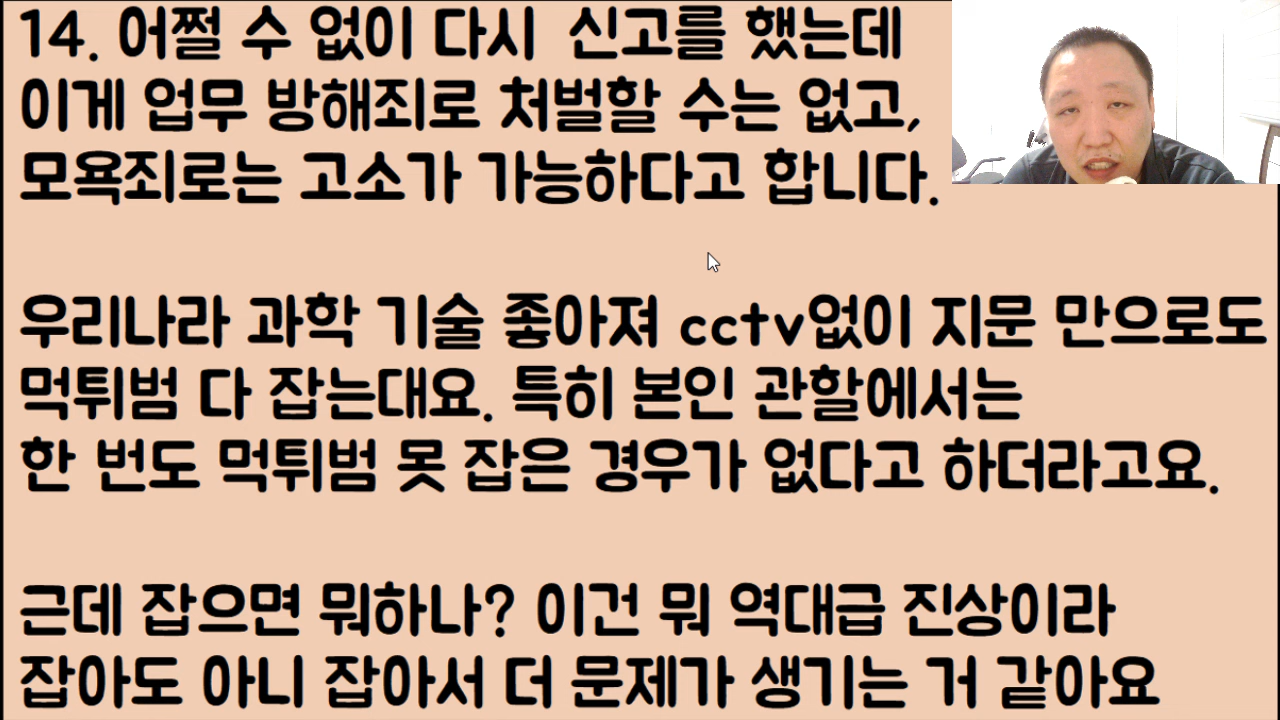 14. 어쩔 수 없이 다시 신고를 했는데
이게 업무 방해죄로 처벌할 수는 없고,
모욕죄로는 고소가 가능하다고 합니다.
우리나라 과학 기술 좋아져 cctv없이 지문 만으로도
먹튀범 다 잡는대요. 특히 본인 관할에서는
한 번도 먹튀범 못 잡은 경우가 없다고 하더라고요.
근데 잡으면 뭐하나? 이건 뭐 역대급 진상이라
잡아도 아니 잡아서 더 문제가 생기는 거 같아요